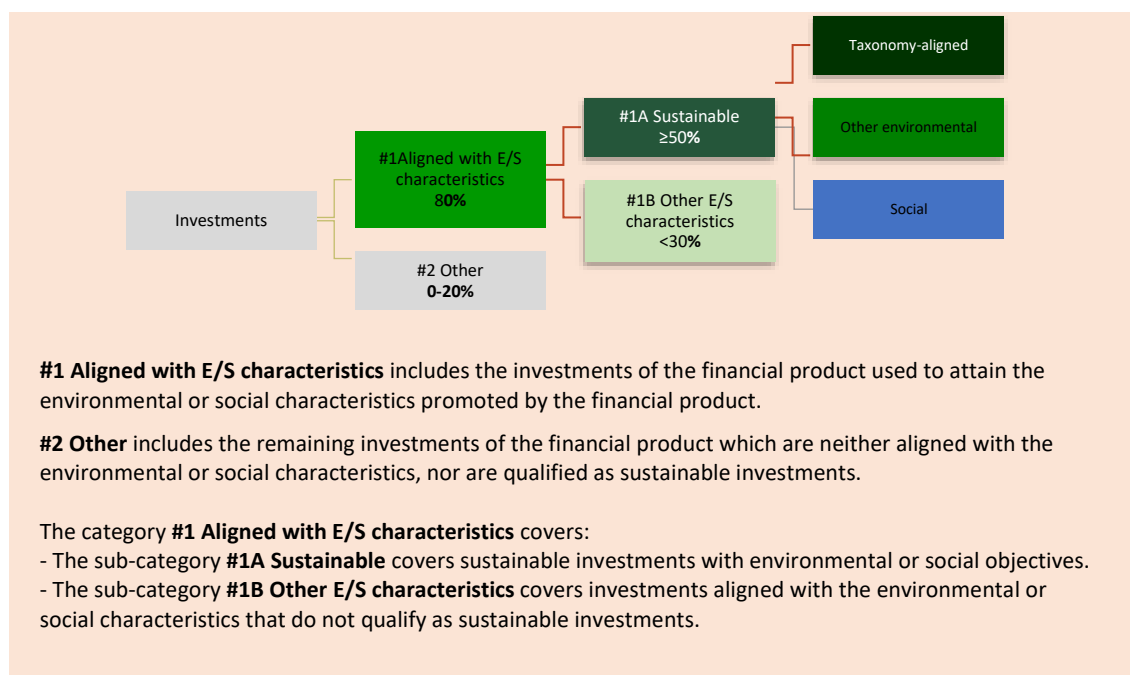 Taxonomy-aligned
#1A Sustainable
≥50%
Other environmental
#1Aligned with E/S
characteristics
80%
#1B Other E/S
characteristics
<30%
Social
Investments
#2 Other
0-20%
#1 Aligned with E/S characteristics includes the investments of the financial product used to attain the
environmental or social characteristics promoted by the financial product.
#2 Other includes the remaining investments of the financial product which are neither aligned with the
environmental or social characteristics, nor are qualified as sustainable investments.
The category #1 Aligned with E/S characteristics covers:
- The sub-category #1A Sustainable covers sustainable investments with environmental or social objectives.
- The sub-category #1B Other E/S characteristics covers investments aligned with the environmental or
social characteristics that do not qualify as sustainable investments.